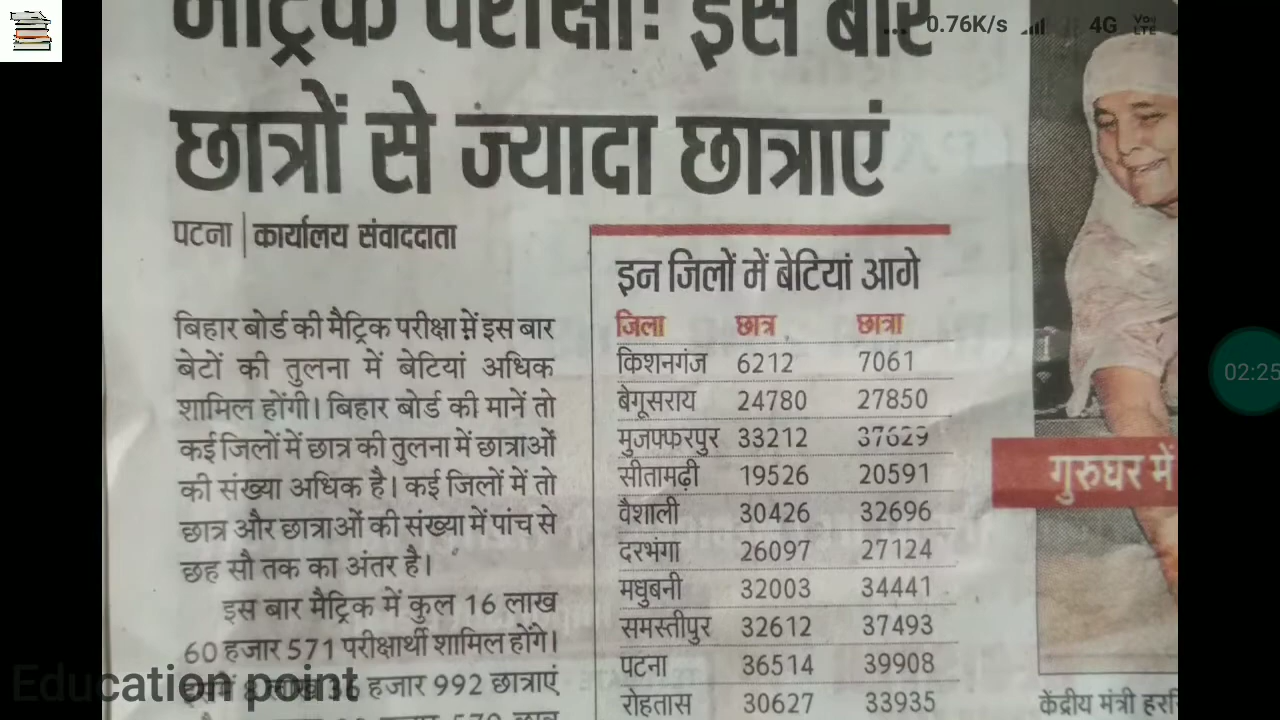 मैट्रिक परीक्षाः इस बार
छात्रों से ज्यादा छात्राएं
पटना | कार्यालय संवाददाता
बिहार बोर्ड की मैट्रिक परीक्षा में इस बार
बेटों की तुलना में बेटियां अधिक
शामिल होंगी। बिहार बोर्ड की मानें तो
कई जिलों में छात्र की तुलना में छात्राओं
की संख्या अधिक है। कई जिलों में तो
छात्र और छात्राओं की संख्या में पांच से
छह सौ तक का अंतर है।
इस बार मैट्रिक में कुल 16 लाख
60 हजार 571 परीक्षार्थी शामिल होंगे।
हजार 992 छात्राएं
इन जिलों में बेटियां आगे
जिला छात्र छात्रा
किशनगंज 6212 7061
बेगूसराय 24780 27850
मुजफ्फरपुर 33212 37629
सीतामढ़ी 19526 20591
वैशाली 30426 32696
दरभंगा 26097 27124
मधुबनी 32003 34441
समस्तीपुर 32612 37493
पटना 36514 39908
रोहतास 30627 33935
गुरुघर में
केंद्रीय मंत्री
...0.76K/s 4G VoLTE
02:25
Education point